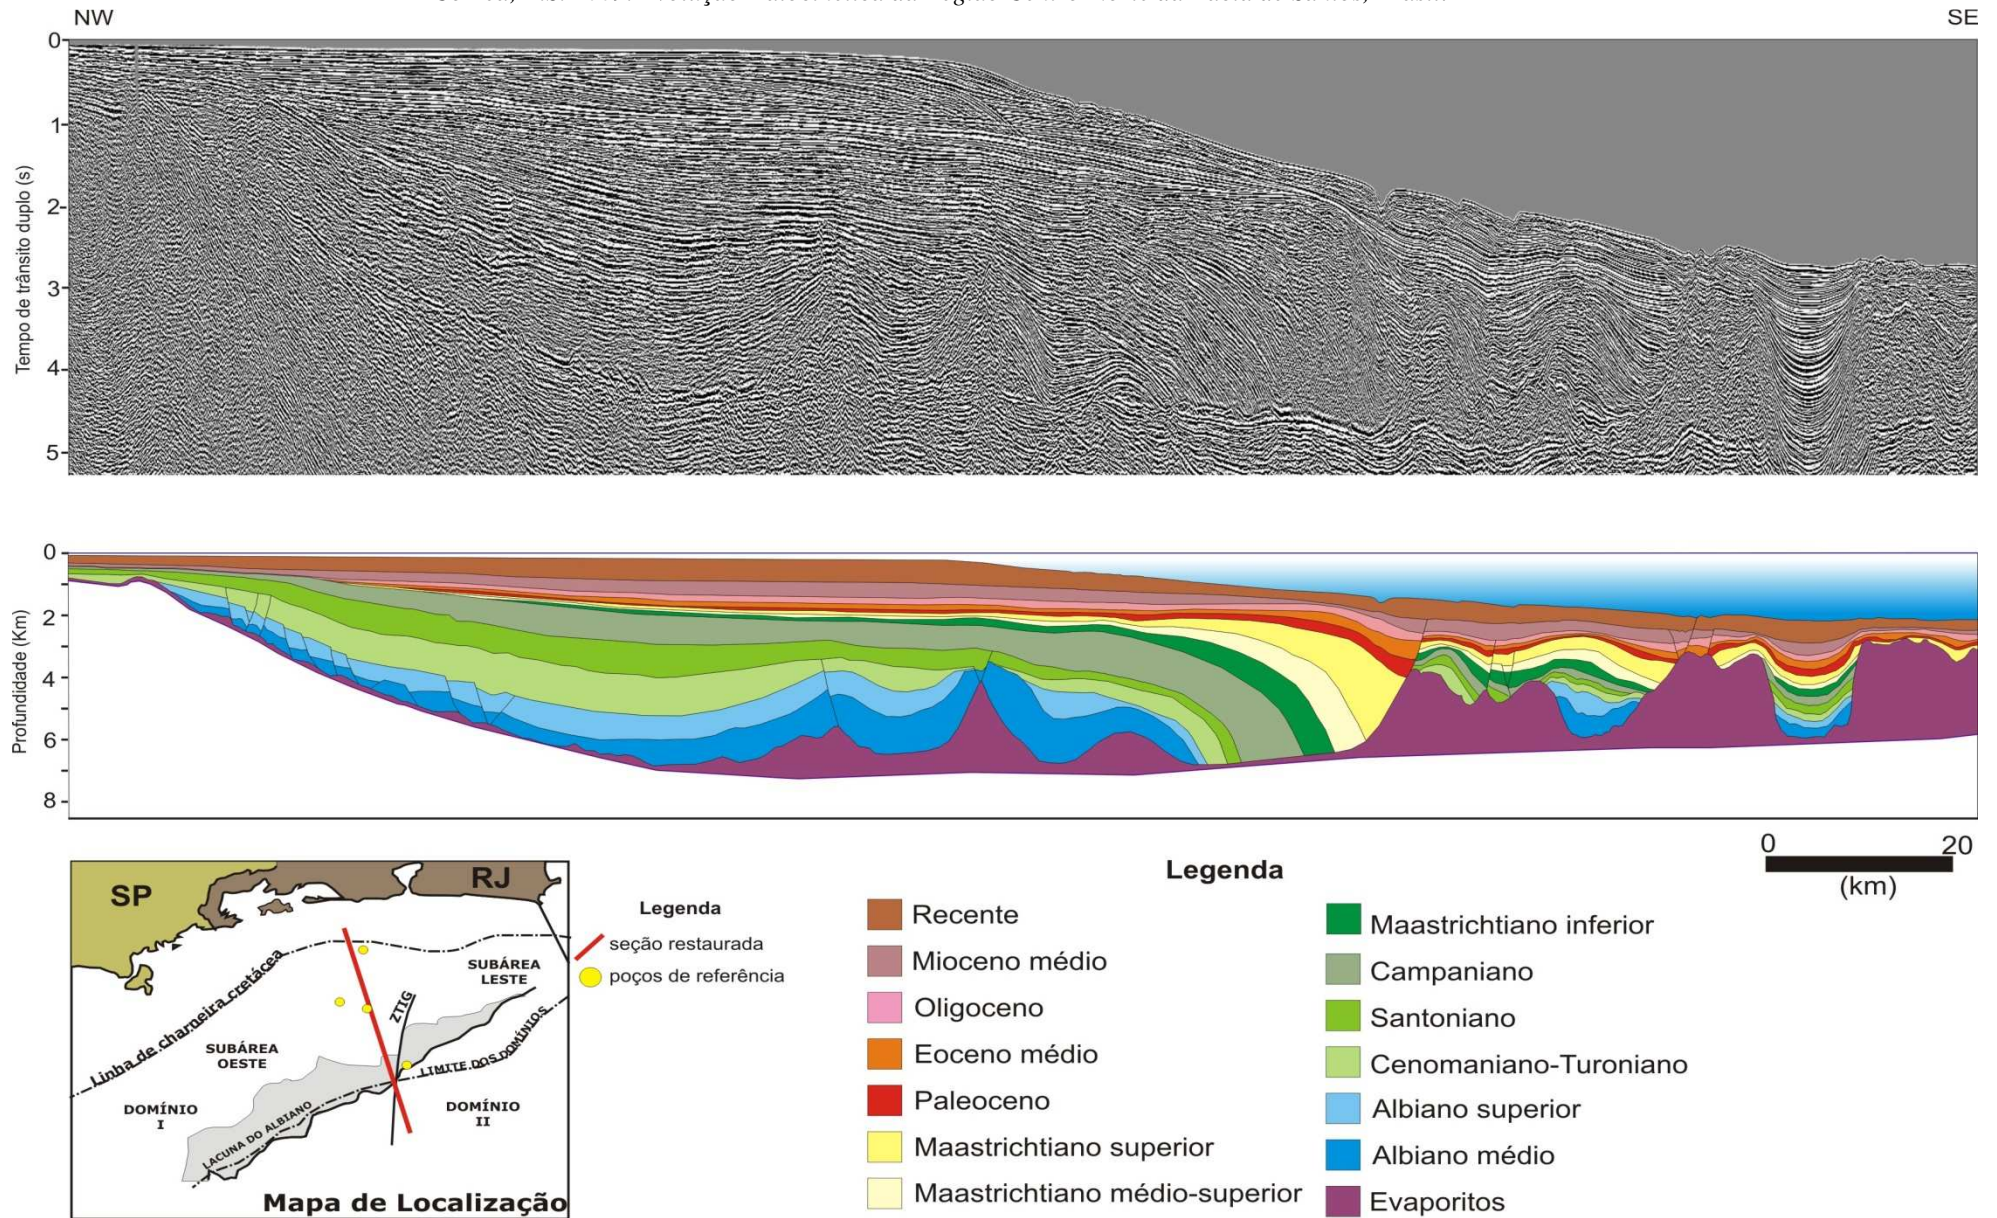 NW
SE
0
1
2
3
4
5
Tempo de trânsito duplo (s)
0
2
4
6
8
Profundidade (Km)
0 20
(km)
SP
RJ
Linha de charneira cretácea
SUBÁREA
LESTE
ZTIG
SUBÁREA
OESTE
LIMITE DOS DOMÍNIOS
DOMÍNIO
I
DOMÍNIO
II
LACUNA DO ALBIANO
Mapa de Localização
Legenda
seção restaurada
poços de referência
Legenda
Recente
Mioceno médio
Oligoceno
Eoceno médio
Paleoceno
Maastrichtiano superior
Maastrichtiano médio-superior
Maastrichtiano inferior
Campaniano
Santoniano
Cenomaniano-Turoniano
Albiano superior
Albiano médio
Evaporitos